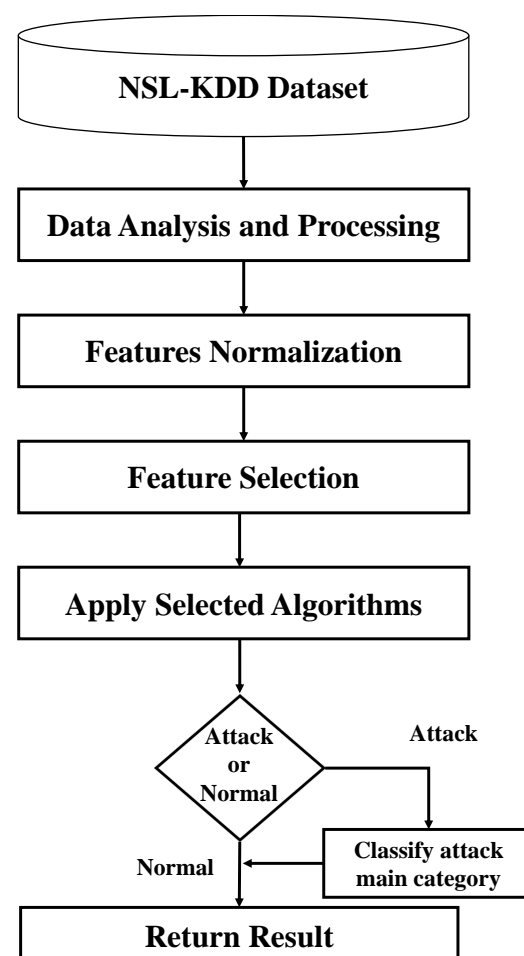 NSL-KDD Dataset
Data Analysis and Processing
Features Normalization
Feature Selection
Apply Selected Algorithms
Attack
or
Normal
Attack
Classify attack
main category
Normal
Return Result